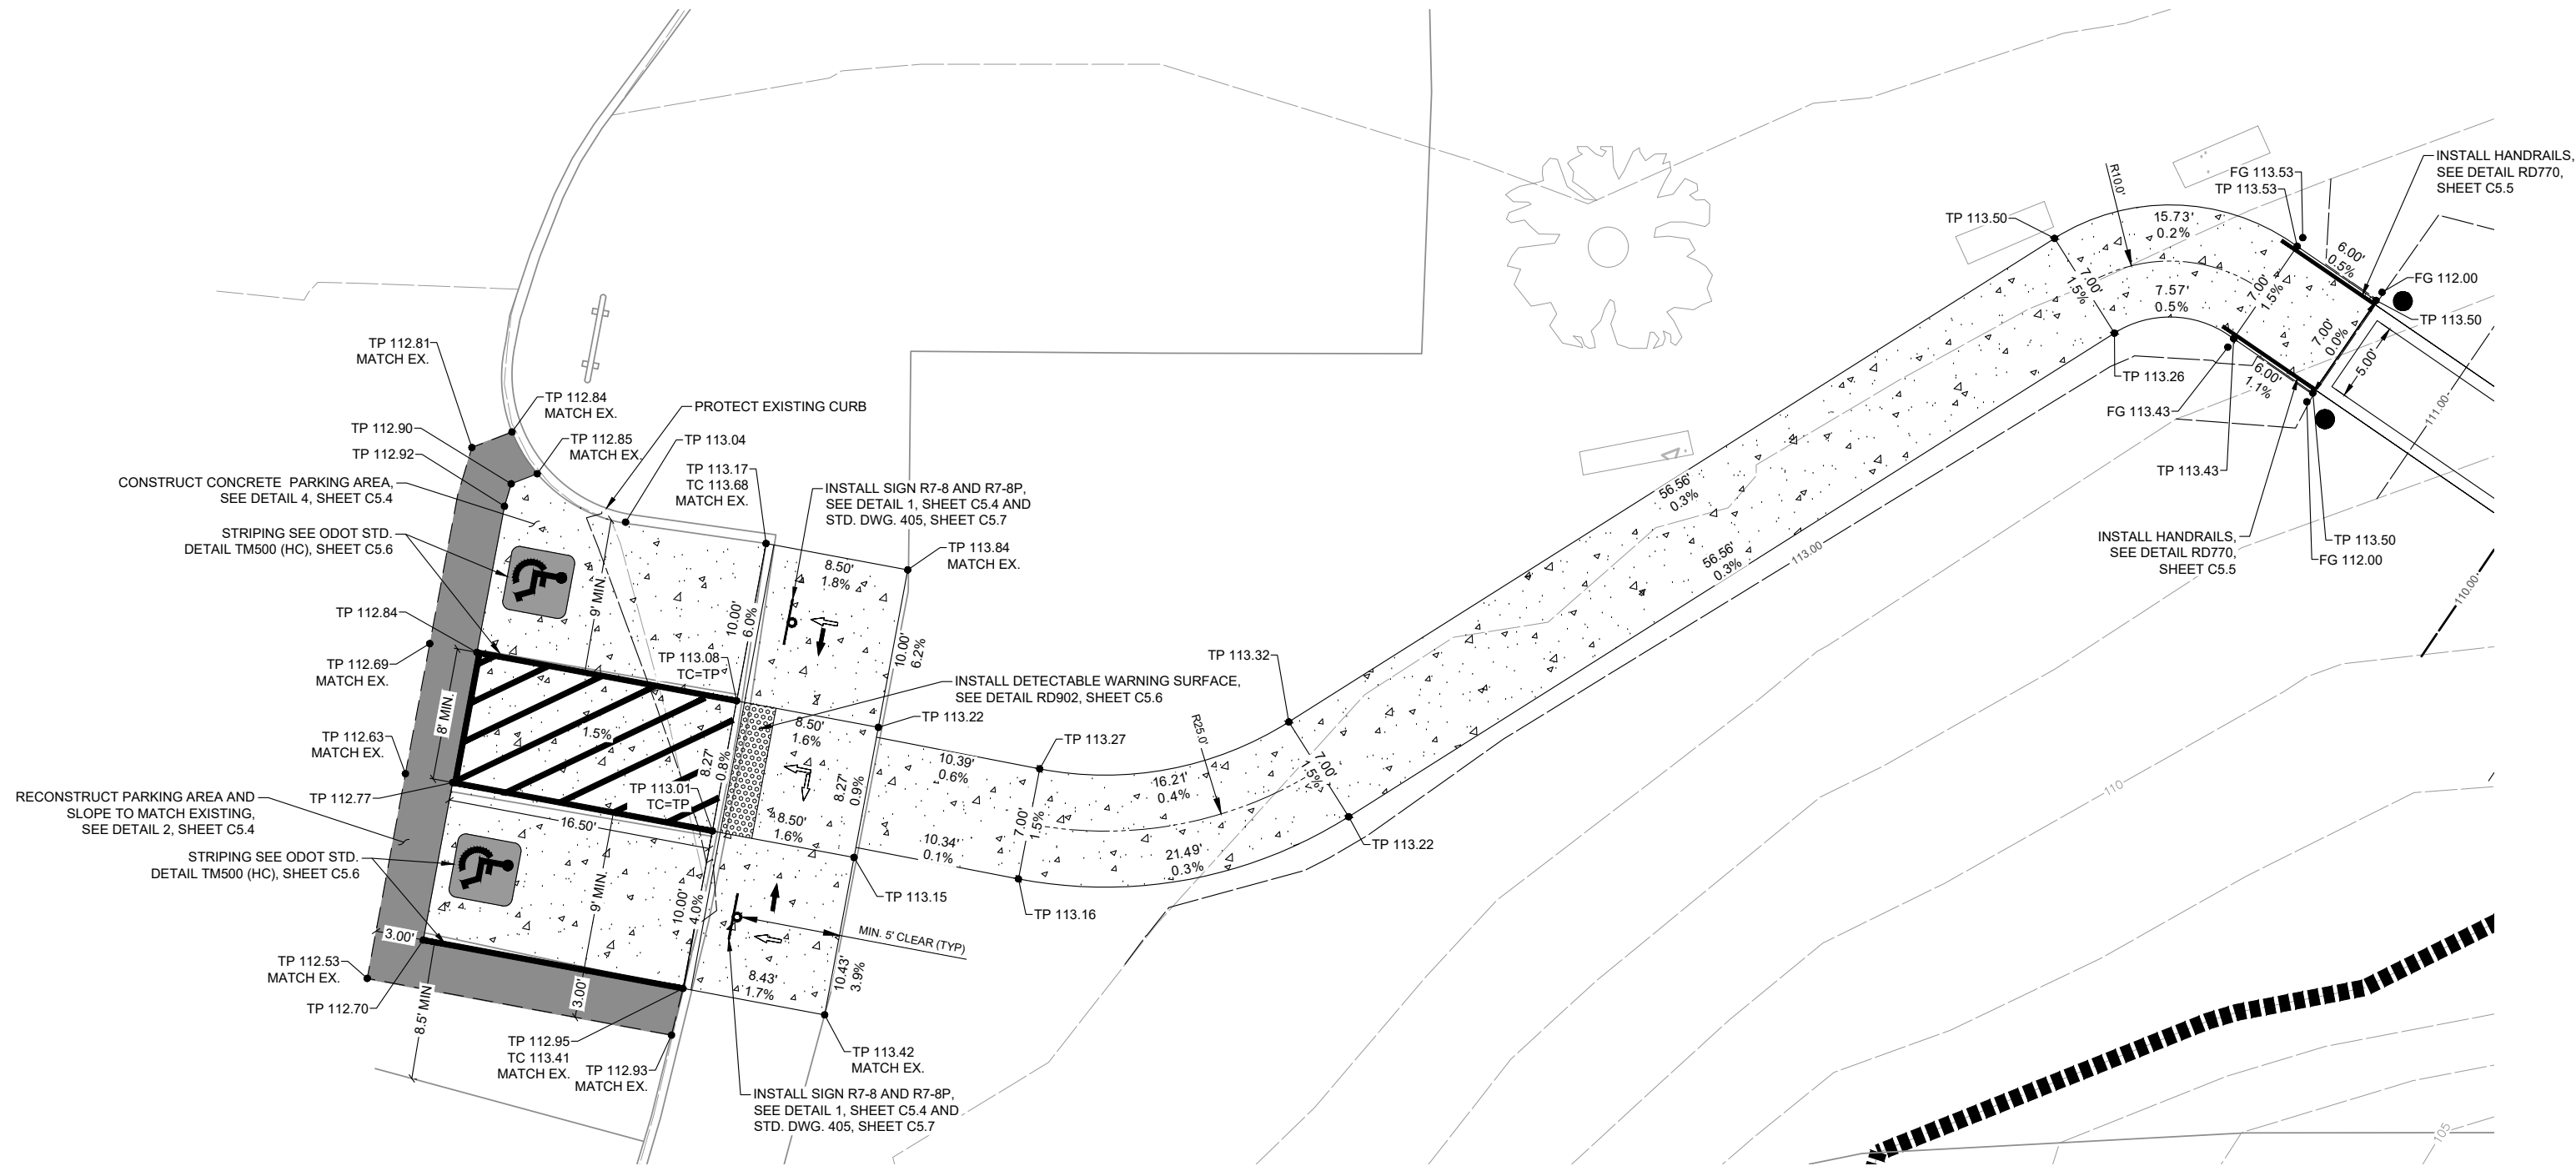 TP 112.81
MATCH EX.
TP 112.84
MATCH EX.
PROTECT EXISTING CURB
TP 112.90
TP 112.85
MATCH EX.
TP 113.04
TP 112.92
TP 113.17
TC 113.68
MATCH EX.
CONSTRUCT CONCRETE PARKING AREA,
SEE DETAIL 4, SHEET C5.4
INSTALL SIGN R7-8 AND R7-8P,
SEE DETAIL 1, SHEET C5.4 AND
STD. DWG. 405, SHEET C5.7
STRIPING SEE ODOT STD.
DETAIL TM500 (HC), SHEET C5.6
TP 113.84
MATCH EX.
8.50'
1.8%
9' MIN.
10.00'
6.0%
10.00'
6.2%
TP 112.84
TP 113.08
TC=TP
TP 112.69
MATCH EX.
INSTALL DETECTABLE WARNING SURFACE,
SEE DETAIL RD902, SHEET C5.6
8' MIN.
1.5%
8.50'
1.6%
TP 113.22
TP 112.63
MATCH EX.
8.27'
0.8%
8.27'
0.9%
TP 113.01
TC=TP
TP 112.77
8.50'
1.6%
RECONSTRUCT PARKING AREA AND
SLOPE TO MATCH EXISTING,
SEE DETAIL 2, SHEET C5.4
16.50'
STRIPING SEE ODOT STD.
DETAIL TM500 (HC), SHEET C5.6
9' MIN.
10.00'
4.0%
TP 113.15
3.00'
MIN. 5' CLEAR (TYP)
TP 112.53
MATCH EX.
8.43'
1.7%
10.43'
3.9%
TP 112.70
8.5' MIN
3.00'
TP 112.95
TC 113.41
MATCH EX.
TP 112.93
MATCH EX.
TP 113.42
MATCH EX.
INSTALL SIGN R7-8 AND R7-8P,
SEE DETAIL 1, SHEET C5.4 AND
STD. DWG. 405, SHEET C5.7
TP 113.27
10.39'
0.6%
10.34'
0.1%
7.00'
1.5%
TP 113.16
16.21'
0.4%
21.49'
0.3%
R25.0'
TP 113.32
7.00'
1.5%
TP 113.22
56.56'
0.3%
56.56'
0.3%
113.00
TP 113.50
7.00'
1.5%
TP 113.26
R10.0'
15.73'
0.2%
7.57'
0.5%
FG 113.53
TP 113.53
INSTALL HANDRAILS,
SEE DETAIL RD770,
SHEET C5.5
6.00'
0.5%
FG 112.00
TP 113.50
7.00'
1.5%
7.00'
0.0%
5.00'
6.00'
1.1%
FG 113.43
TP 113.43
111.00
INSTALL HANDRAILS,
SEE DETAIL RD770,
SHEET C5.5
TP 113.50
FG 112.00
110.00
110
105